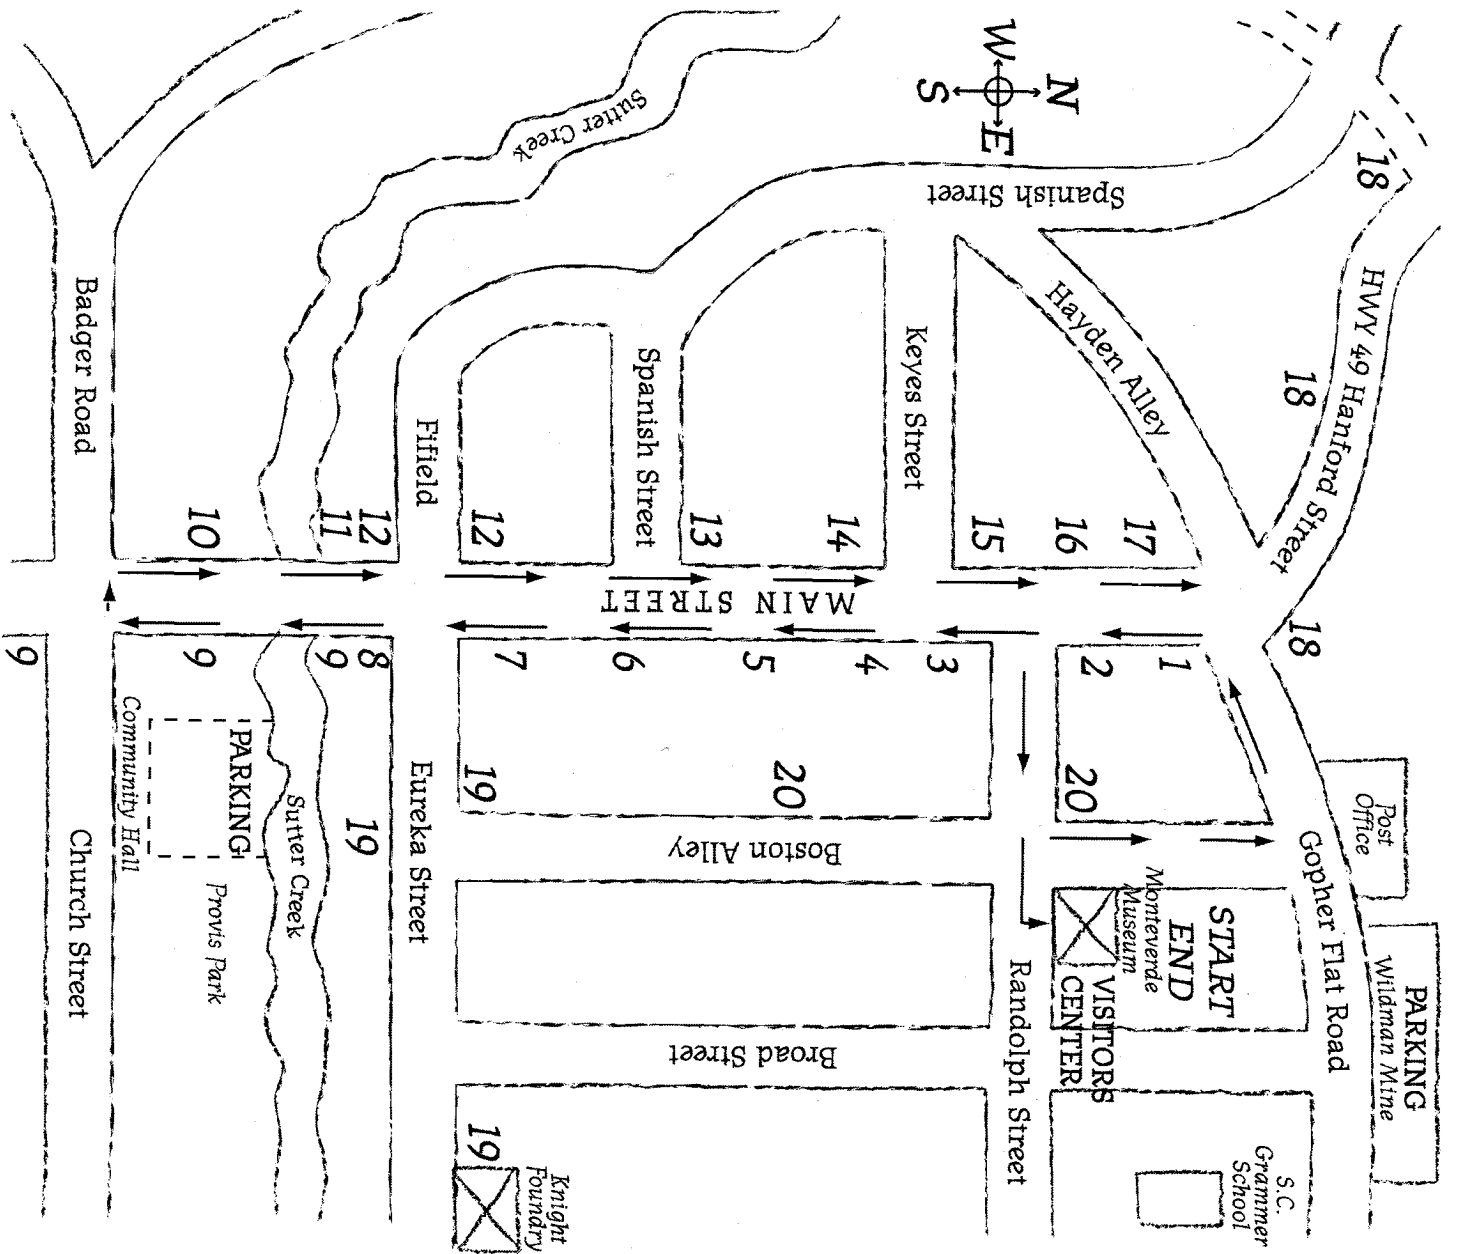 W
N
S
E
Sutter Creek
Spanish Street
18
HWY 49 Hanford Street
18
18
Hayden Alley
Keyes Street
Spanish Street
Fifield
Badger Road
10
11
12
12
13
14
15
16
17
MAIN STREET
9
9
9
8
7
6
5
4
3
2
1
Community Hall
PARKING
Sutter Creek
Provis Park
Church Street
19
Eureka Street
19
20
20
Boston Alley
Broad Street
Randolph Street
Monteverde
Museum
START
END
VISITORS
CENTER
Gopher Flat Road
Post
Office
PARKING
Wildman Mine
S.C.
Grammer
School
19
Knight
Foundry